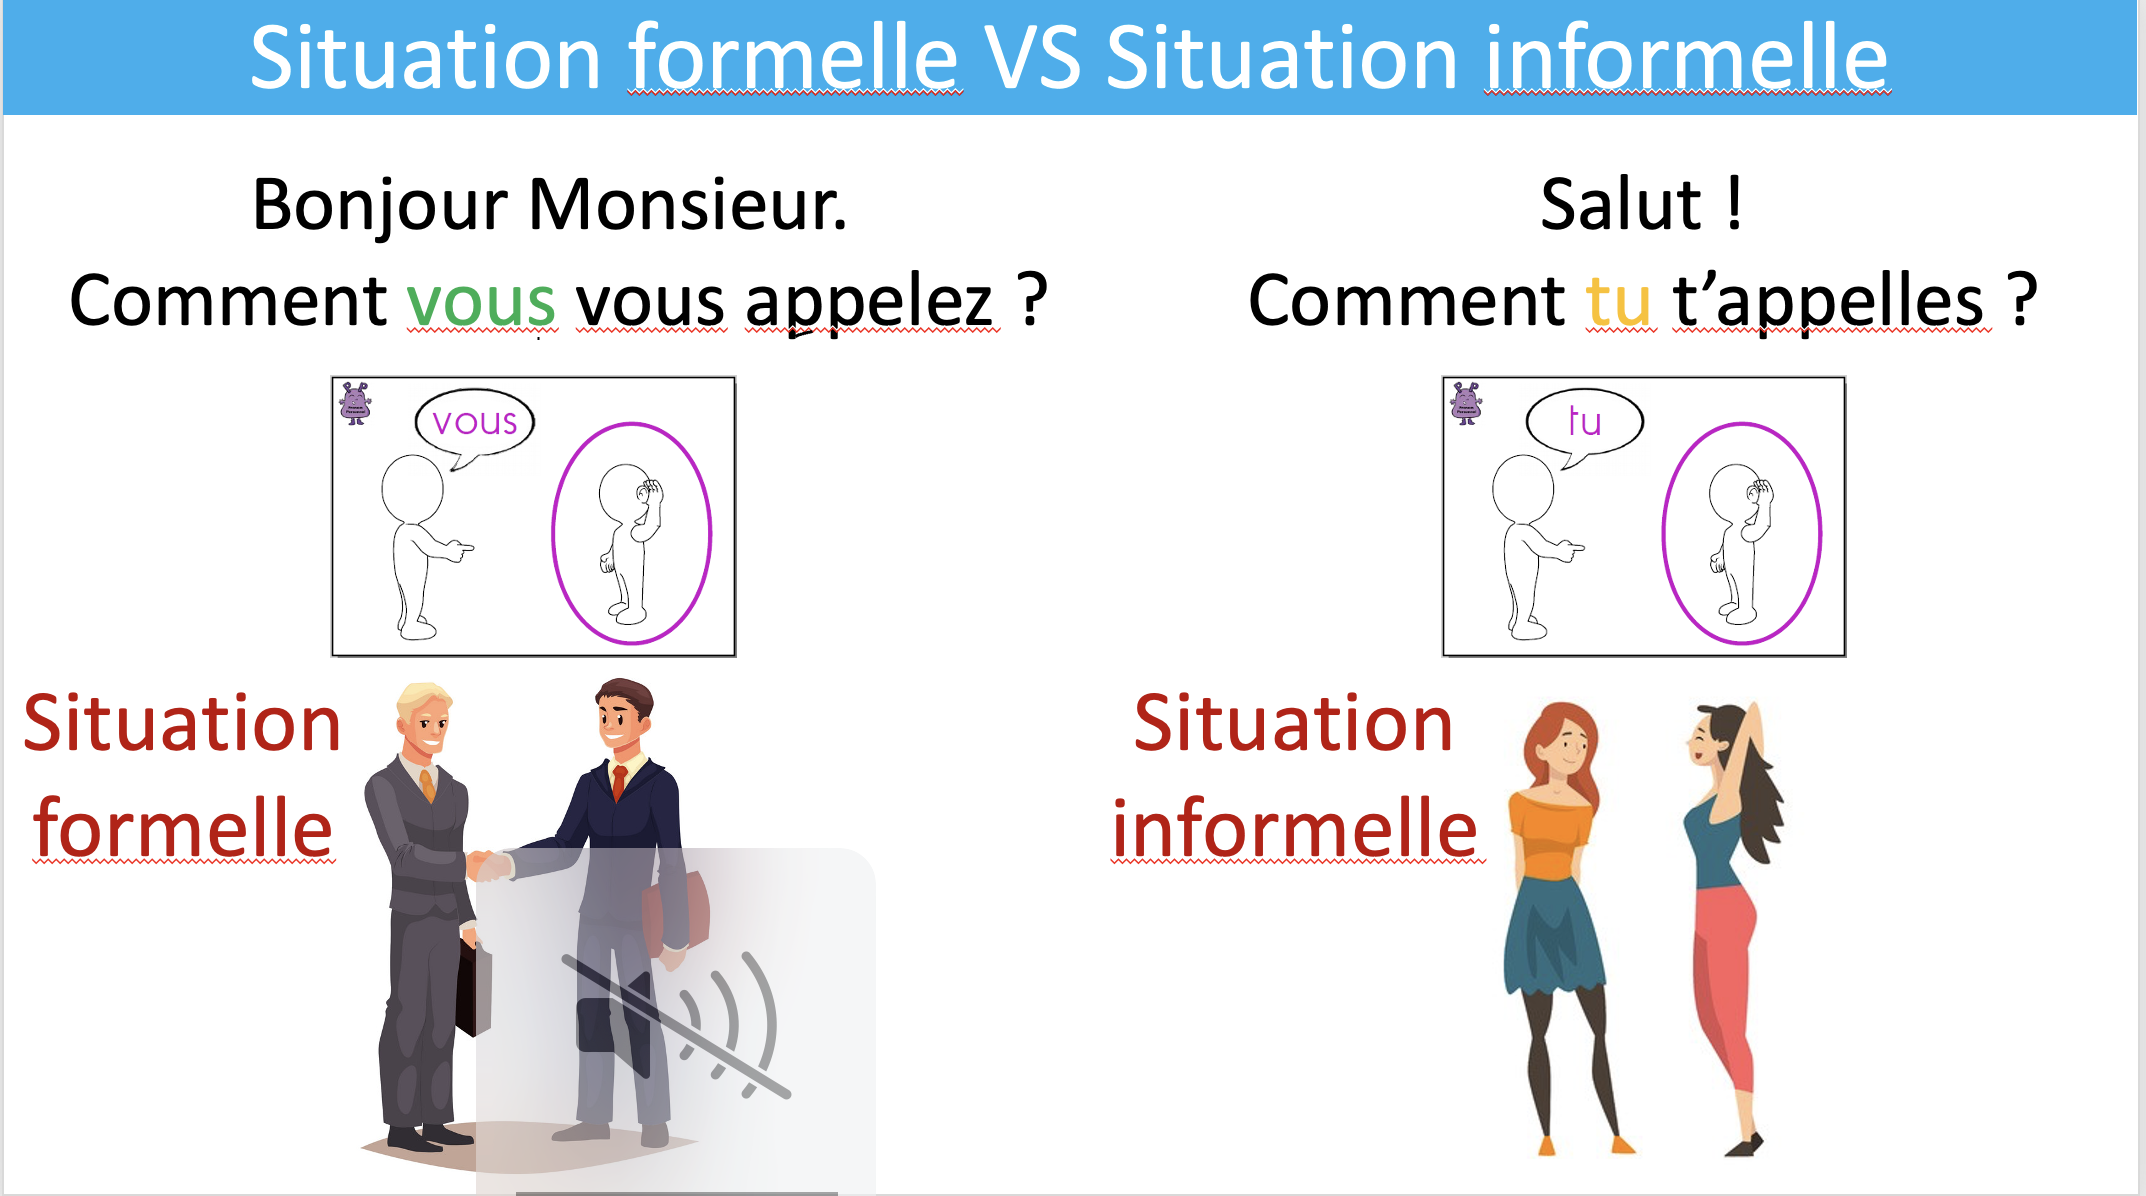 Situation formelle VS Situation informelle
Bonjour Monsieur.
Comment vous vous appelez ?
vous
Situation
formelle
Salut !
Comment tu t’appelles ?
tu
Situation
informelle